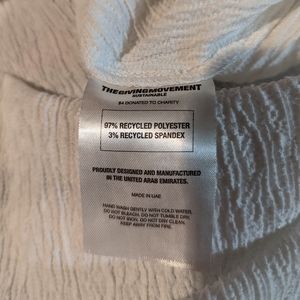 THEGIVINGMOVEMENT
SUSTAINABLE
$4 DONATED TO CHARITY
97% RECYCLED POLYESTER
3% RECYCLED SPANDEX
PROUDLY DESIGNED AND MANUFACTURED
IN THE UNITED ARAB EMIRATES.
MADE IN UAE
HAND WASH GENTLY WITH COLD WATER.
DO NOT BLEACH. DO NOT TUMBLE DRY.
DO NOT IRON. DO NOT DRY CLEAN.
KEEP AWAY FROM FIRE.